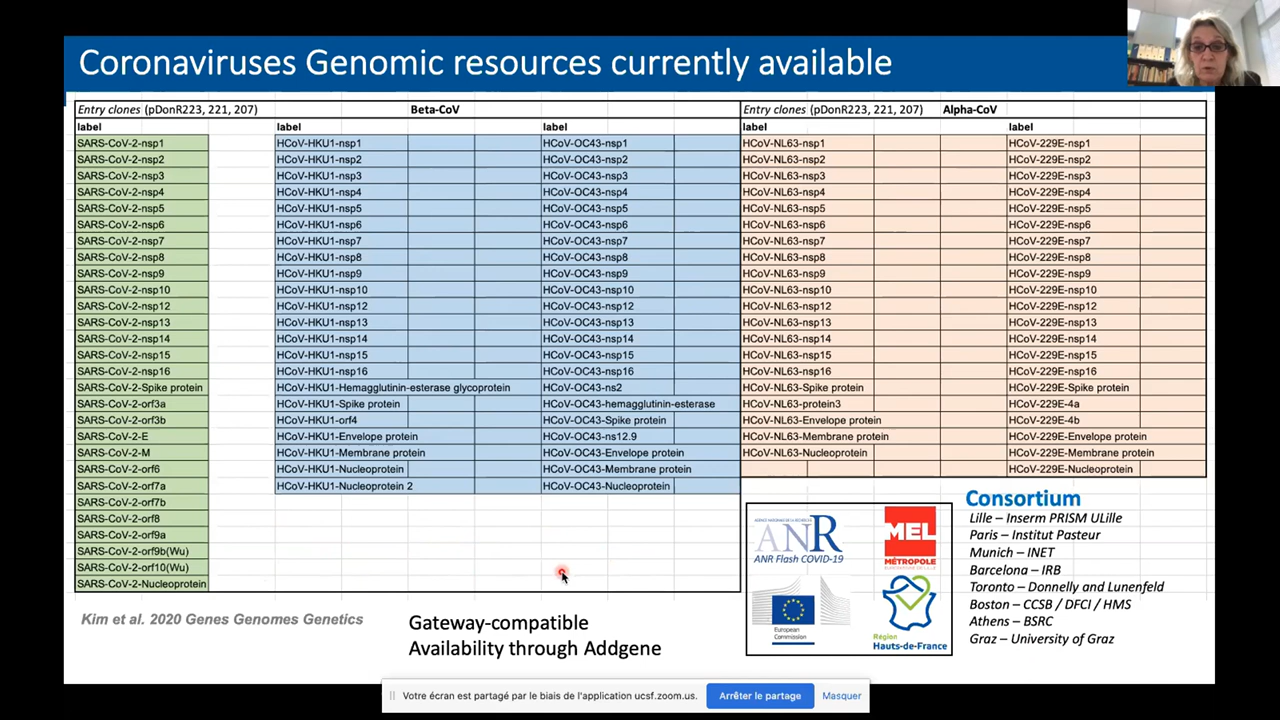 Coronaviruses Genomic resources currently available
Entry clones (pDonR223, 221, 207) Beta-CoV Entry clones (pDonR223, 221, 207) Alpha-CoV
label label label label label
SARS-CoV-2-nsp1 HCoV-HKU1-nsp1 HCoV-OC43-nsp1 HCoV-NL63-nsp1 HCoV-229E-nsp1
SARS-CoV-2-nsp2 HCoV-HKU1-nsp2 HCoV-OC43-nsp2 HCoV-NL63-nsp2 HCoV-229E-nsp2
SARS-CoV-2-nsp3 HCoV-HKU1-nsp3 HCoV-OC43-nsp3 HCoV-NL63-nsp3 HCoV-229E-nsp3
SARS-CoV-2-nsp4 HCoV-HKU1-nsp4 HCoV-OC43-nsp4 HCoV-NL63-nsp4 HCoV-229E-nsp4
SARS-CoV-2-nsp5 HCoV-HKU1-nsp5 HCoV-OC43-nsp5 HCoV-NL63-nsp5 HCoV-229E-nsp5
SARS-CoV-2-nsp6 HCoV-HKU1-nsp6 HCoV-OC43-nsp6 HCoV-NL63-nsp6 HCoV-229E-nsp6
SARS-CoV-2-nsp7 HCoV-HKU1-nsp7 HCoV-OC43-nsp7 HCoV-NL63-nsp7 HCoV-229E-nsp7
SARS-CoV-2-nsp8 HCoV-HKU1-nsp8 HCoV-OC43-nsp8 HCoV-NL63-nsp8 HCoV-229E-nsp8
SARS-CoV-2-nsp9 HCoV-HKU1-nsp9 HCoV-OC43-nsp9 HCoV-NL63-nsp9 HCoV-229E-nsp9
SARS-CoV-2-nsp10 HCoV-HKU1-nsp10 HCoV-OC43-nsp10 HCoV-NL63-nsp10 HCoV-229E-nsp10
SARS-CoV-2-nsp12 HCoV-HKU1-nsp12 HCoV-OC43-nsp12 HCoV-NL63-nsp12 HCoV-229E-nsp12
SARS-CoV-2-nsp13 HCoV-HKU1-nsp13 HCoV-OC43-nsp13 HCoV-NL63-nsp13 HCoV-229E-nsp13
SARS-CoV-2-nsp14 HCoV-HKU1-nsp14 HCoV-OC43-nsp14 HCoV-NL63-nsp14 HCoV-229E-nsp14
SARS-CoV-2-nsp15 HCoV-HKU1-nsp15 HCoV-OC43-nsp15 HCoV-NL63-nsp15 HCoV-229E-nsp15
SARS-CoV-2-nsp16 HCoV-HKU1-nsp16 HCoV-OC43-nsp16 HCoV-NL63-nsp16 HCoV-229E-nsp16
SARS-CoV-2-Spike protein HCoV-HKU1-Hemagglutinin-esterase glycoprotein HCoV-OC43-ns2 HCoV-NL63-Spike protein HCoV-229E-Spike protein
SARS-CoV-2-orf3a HCoV-HKU1-Spike protein HCoV-OC43-hemagglutinin-esterase HCoV-NL63-protein3 HCoV-229E-4a
SARS-CoV-2-orf3b HCoV-HKU1-orf4 HCoV-OC43-Spike protein HCoV-NL63-Envelope protein HCoV-229E-4b
SARS-CoV-2-E HCoV-HKU1-Envelope protein HCoV-OC43-ns12.9 HCoV-NL63-Membrane protein HCoV-229E-Envelope protein
SARS-CoV-2-M HCoV-HKU1-Membrane protein HCoV-OC43-Envelope protein HCoV-NL63-Nucleoprotein HCoV-229E-Membrane protein
SARS-CoV-2-orf6 HCoV-HKU1-Nucleoprotein HCoV-OC43-Membrane protein HCoV-229E-Nucleoprotein
SARS-CoV-2-orf7a HCoV-HKU1-Nucleoprotein 2 HCoV-OC43-Nucleoprotein
SARS-CoV-2-orf7b
SARS-CoV-2-orf8
SARS-CoV-2-orf9a
SARS-CoV-2-orf9b(Wu)
SARS-CoV-2-orf10(Wu)
SARS-CoV-2-Nucleoprotein
Kim et al. 2020 Genes Genomes Genetics
Gateway-compatible
Availability through Addgene
ANR
ANR Flash COVID-19
MEL
MÉTROPOLE
European
Commission
Région
Hauts-de-France
Consortium
Lille – Inserm PRISM ULille
Paris – Institut Pasteur
Munich – INET
Barcelona – IRB
Toronto – Donnelly and Lunenfeld
Boston – CCSB / DFCI / HMS
Athens – BSRC
Graz – University of Graz
Votre écran est partagé par le biais de l'application ucsf.zoom.us. Arrêter le partage Masquer